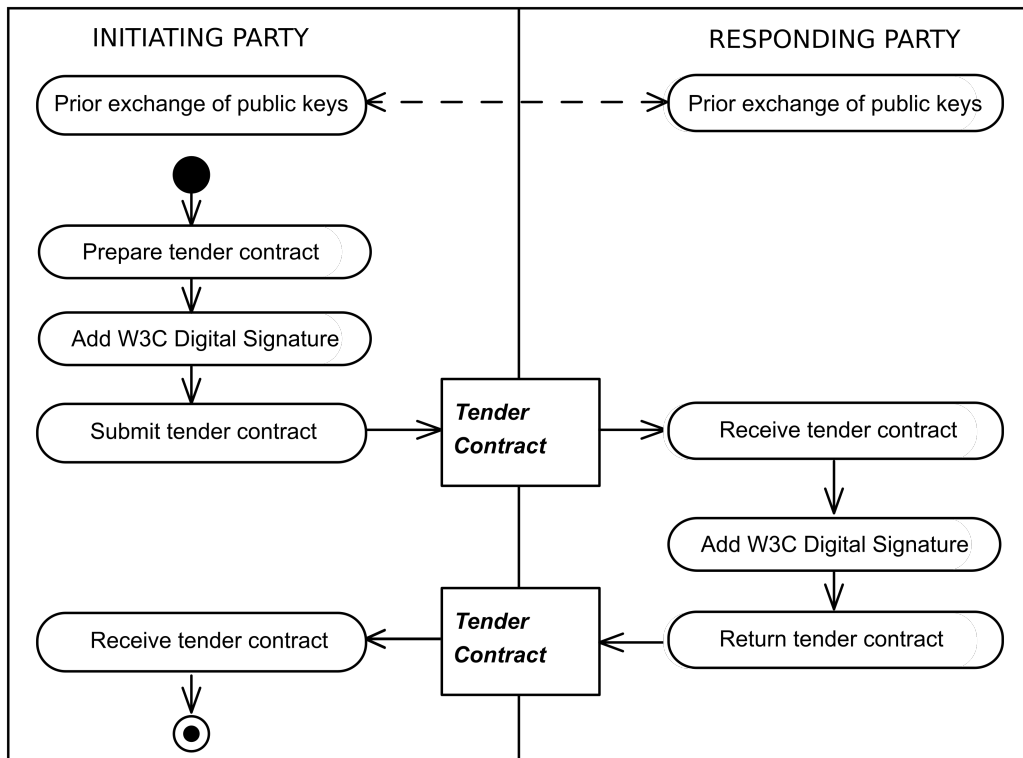 INITIATING PARTY
RESPONDING PARTY
Prior exchange of public keys
Prior exchange of public keys
Prepare tender contract
Add W3C Digital Signature
Submit tender contract
Tender
Contract
Receive tender contract
Add W3C Digital Signature
Return tender contract
Tender
Contract
Receive tender contract